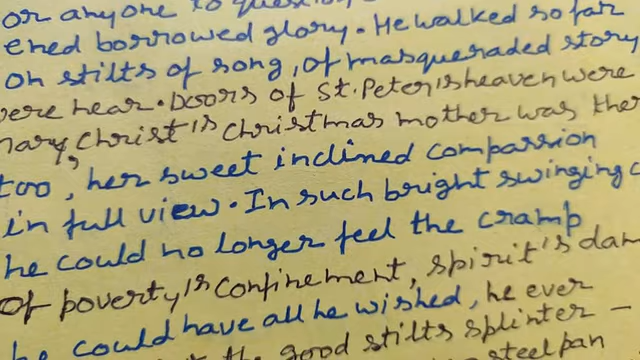 or anyone to question
ened borrowed glory. He walked so far
on stilts of song, of masqueraded story
were near. Doors of St. Peter's heaven were
mary, Christ's Christmas mother was ther
too, her sweet inclined compassion
in full view. In such bright swinging c
he could no longer feel the cramp
of poverty's confinement, spirit's dam
he could have all he wished, he ever
the good stilts splinter -
steelpan